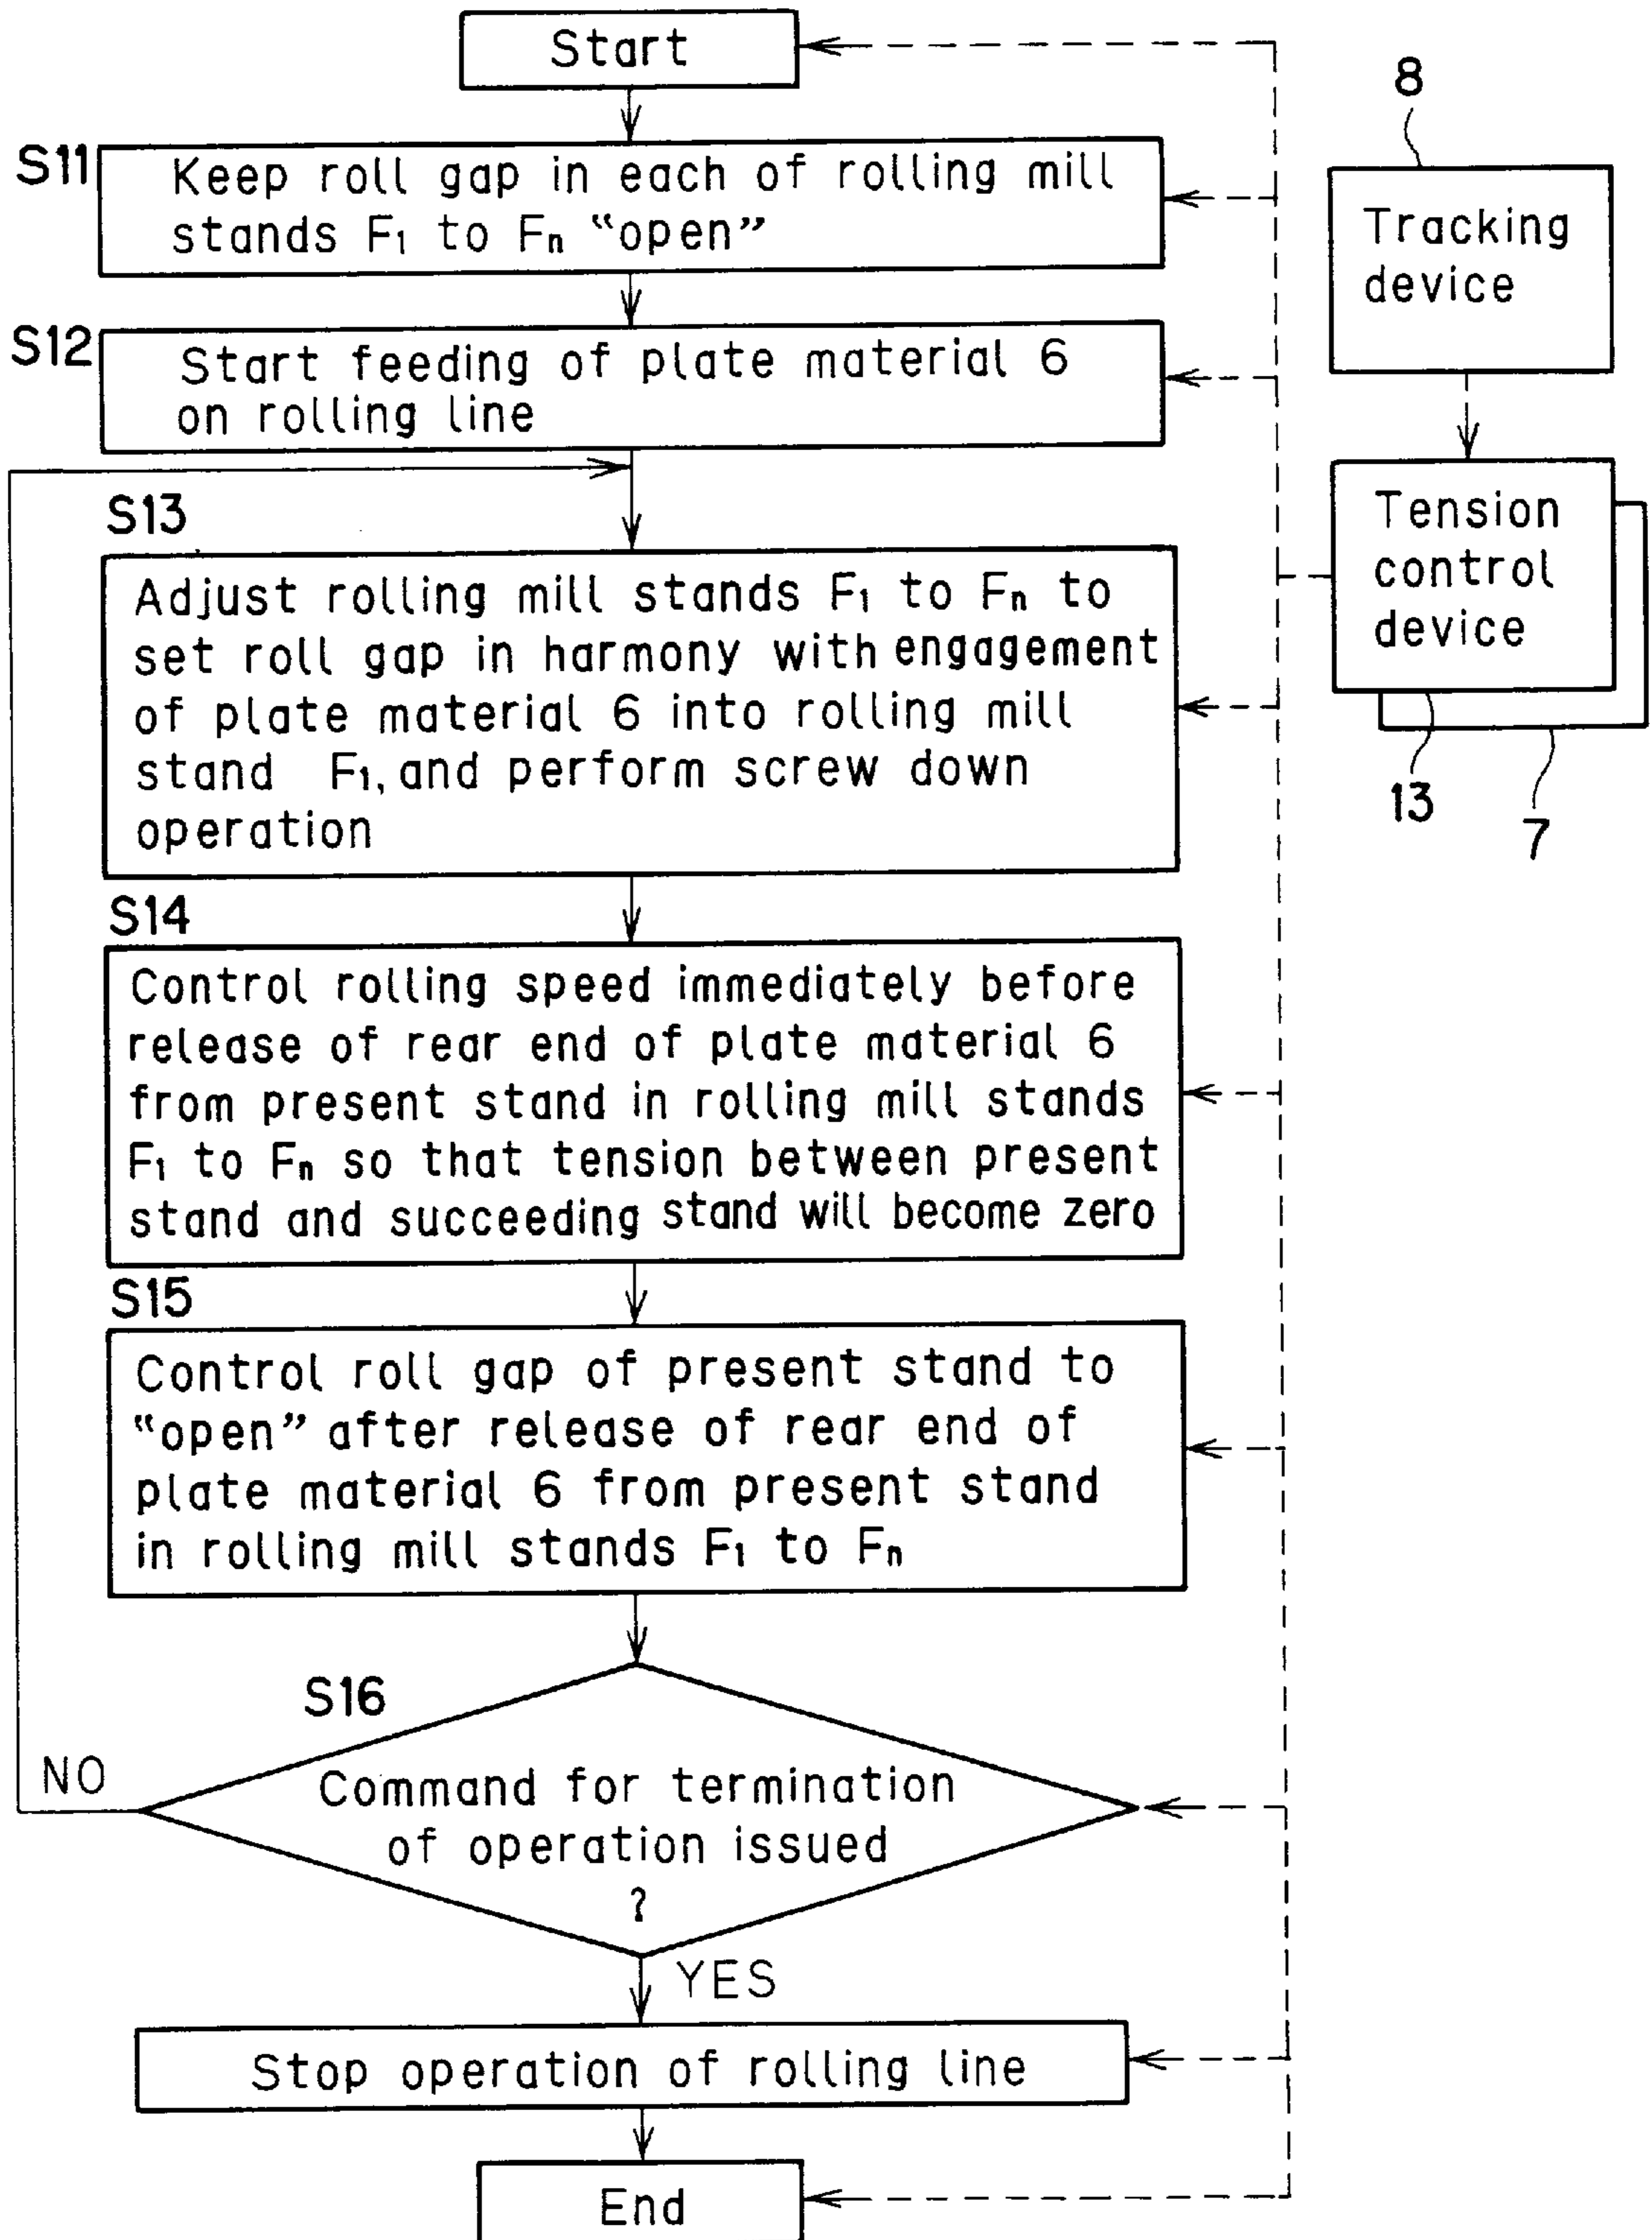 Start
8
S11
Keep roll gap in each of rolling mill
stands F₁ to Fₙ “open”
Tracking
device
S12
Start feeding of plate material 6
on rolling line
S13
Tension
control
device
13
7
Adjust rolling mill stands F₁ to Fₙ to
set roll gap in harmony with engagement
of plate material 6 into rolling mill
stand F₁, and perform screw down
operation
S14
Control rolling speed immediately before
release of rear end of plate material 6
from present stand in rolling mill stands
F₁ to Fₙ so that tension between present
stand and succeeding stand will become zero
S15
Control roll gap of present stand to
“open” after release of rear end of
plate material 6 from present stand
in rolling mill stands F₁ to Fₙ
S16
NO
Command for termination
of operation issued
?
YES
Stop operation of rolling line
End